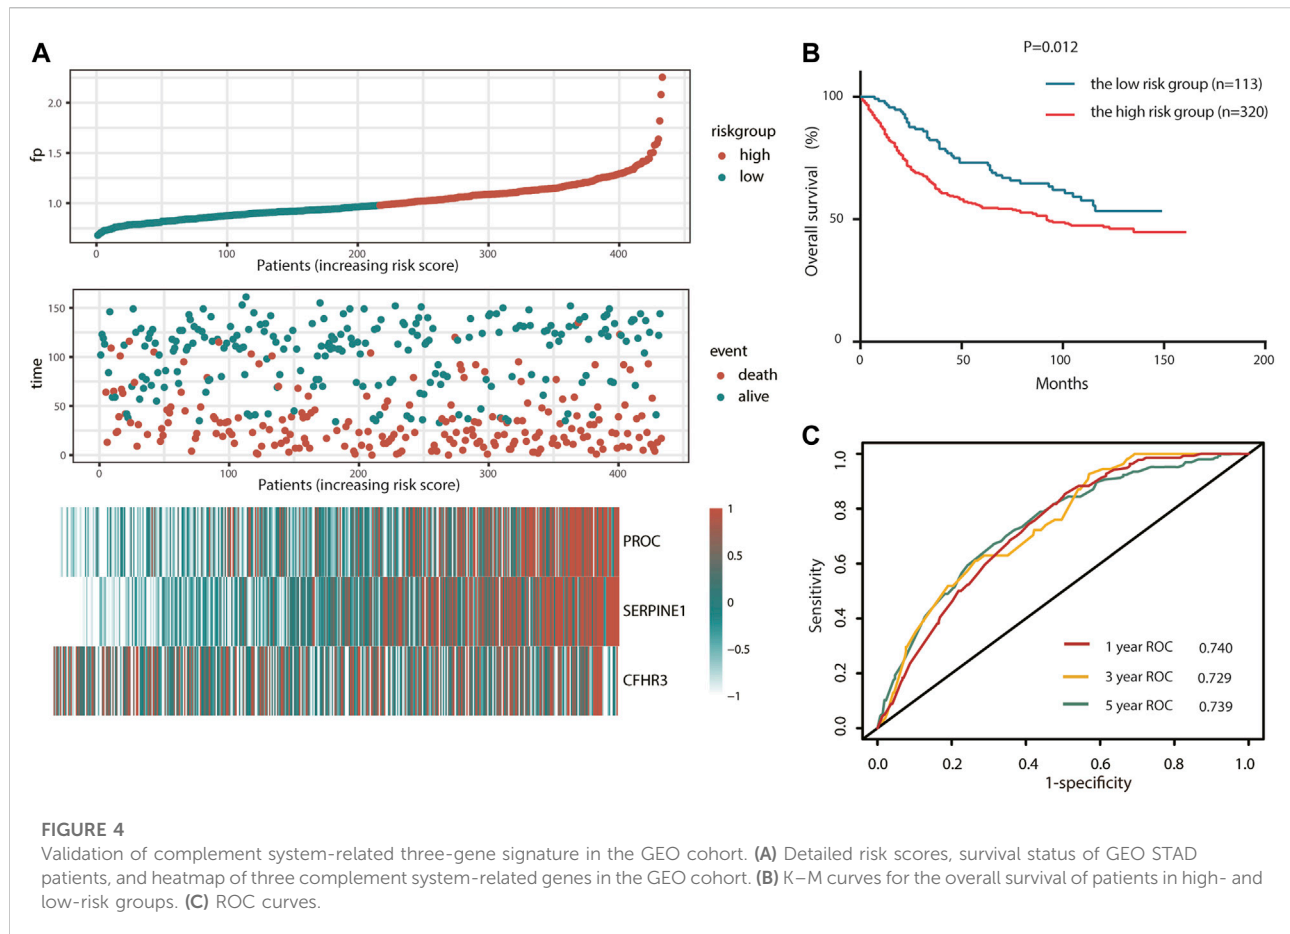 A
fp
2.0
1.5
1.0
0
100
200
300
400
Patients (increasing risk score)
riskgroup
high
low
time
150
100
50
0
0
100
200
300
400
Patients (increasing risk score)
event
death
alive
PROC
SERPINE1
CFHR3
1
0.5
0
−0.5
−1
B
P=0.012
the low risk group (n=113)
the high risk group (n=320)
Overall survival (%)
100
50
0
0
50
100
150
200
Months
C
Sensitivity
1.0
0.8
0.6
0.4
0.2
0.0
1 year ROC 0.740
3 year ROC 0.729
5 year ROC 0.739
0.0
0.2
0.4
0.6
0.8
1.0
1-specificity
FIGURE 4
Validation of complement system-related three-gene signature in the GEO cohort. (A) Detailed risk scores, survival status of GEO STAD
patients, and heatmap of three complement system-related genes in the GEO cohort. (B) K–M curves for the overall survival of patients in high- and
low-risk groups. (C) ROC curves.